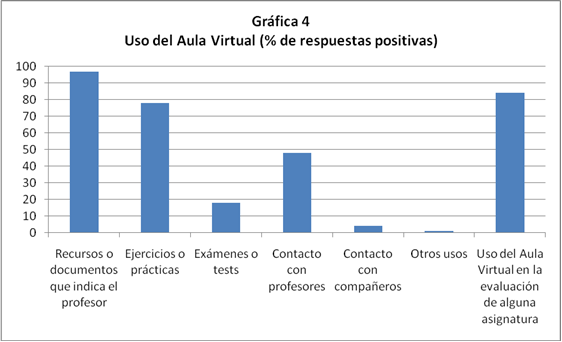 Gráfica 4
Uso del Aula Virtual (% de respuestas positivas)
100
90
80
70
60
50
40
30
20
10
0
Recursos o
documentos
que indica el
profesor
Ejercicios o
prácticas
Exámenes o
tests
Contacto
con
profesores
Contacto
con
compañeros
Otros usos
Uso del Aula
Virtual en la
evaluación
de alguna
asignatura